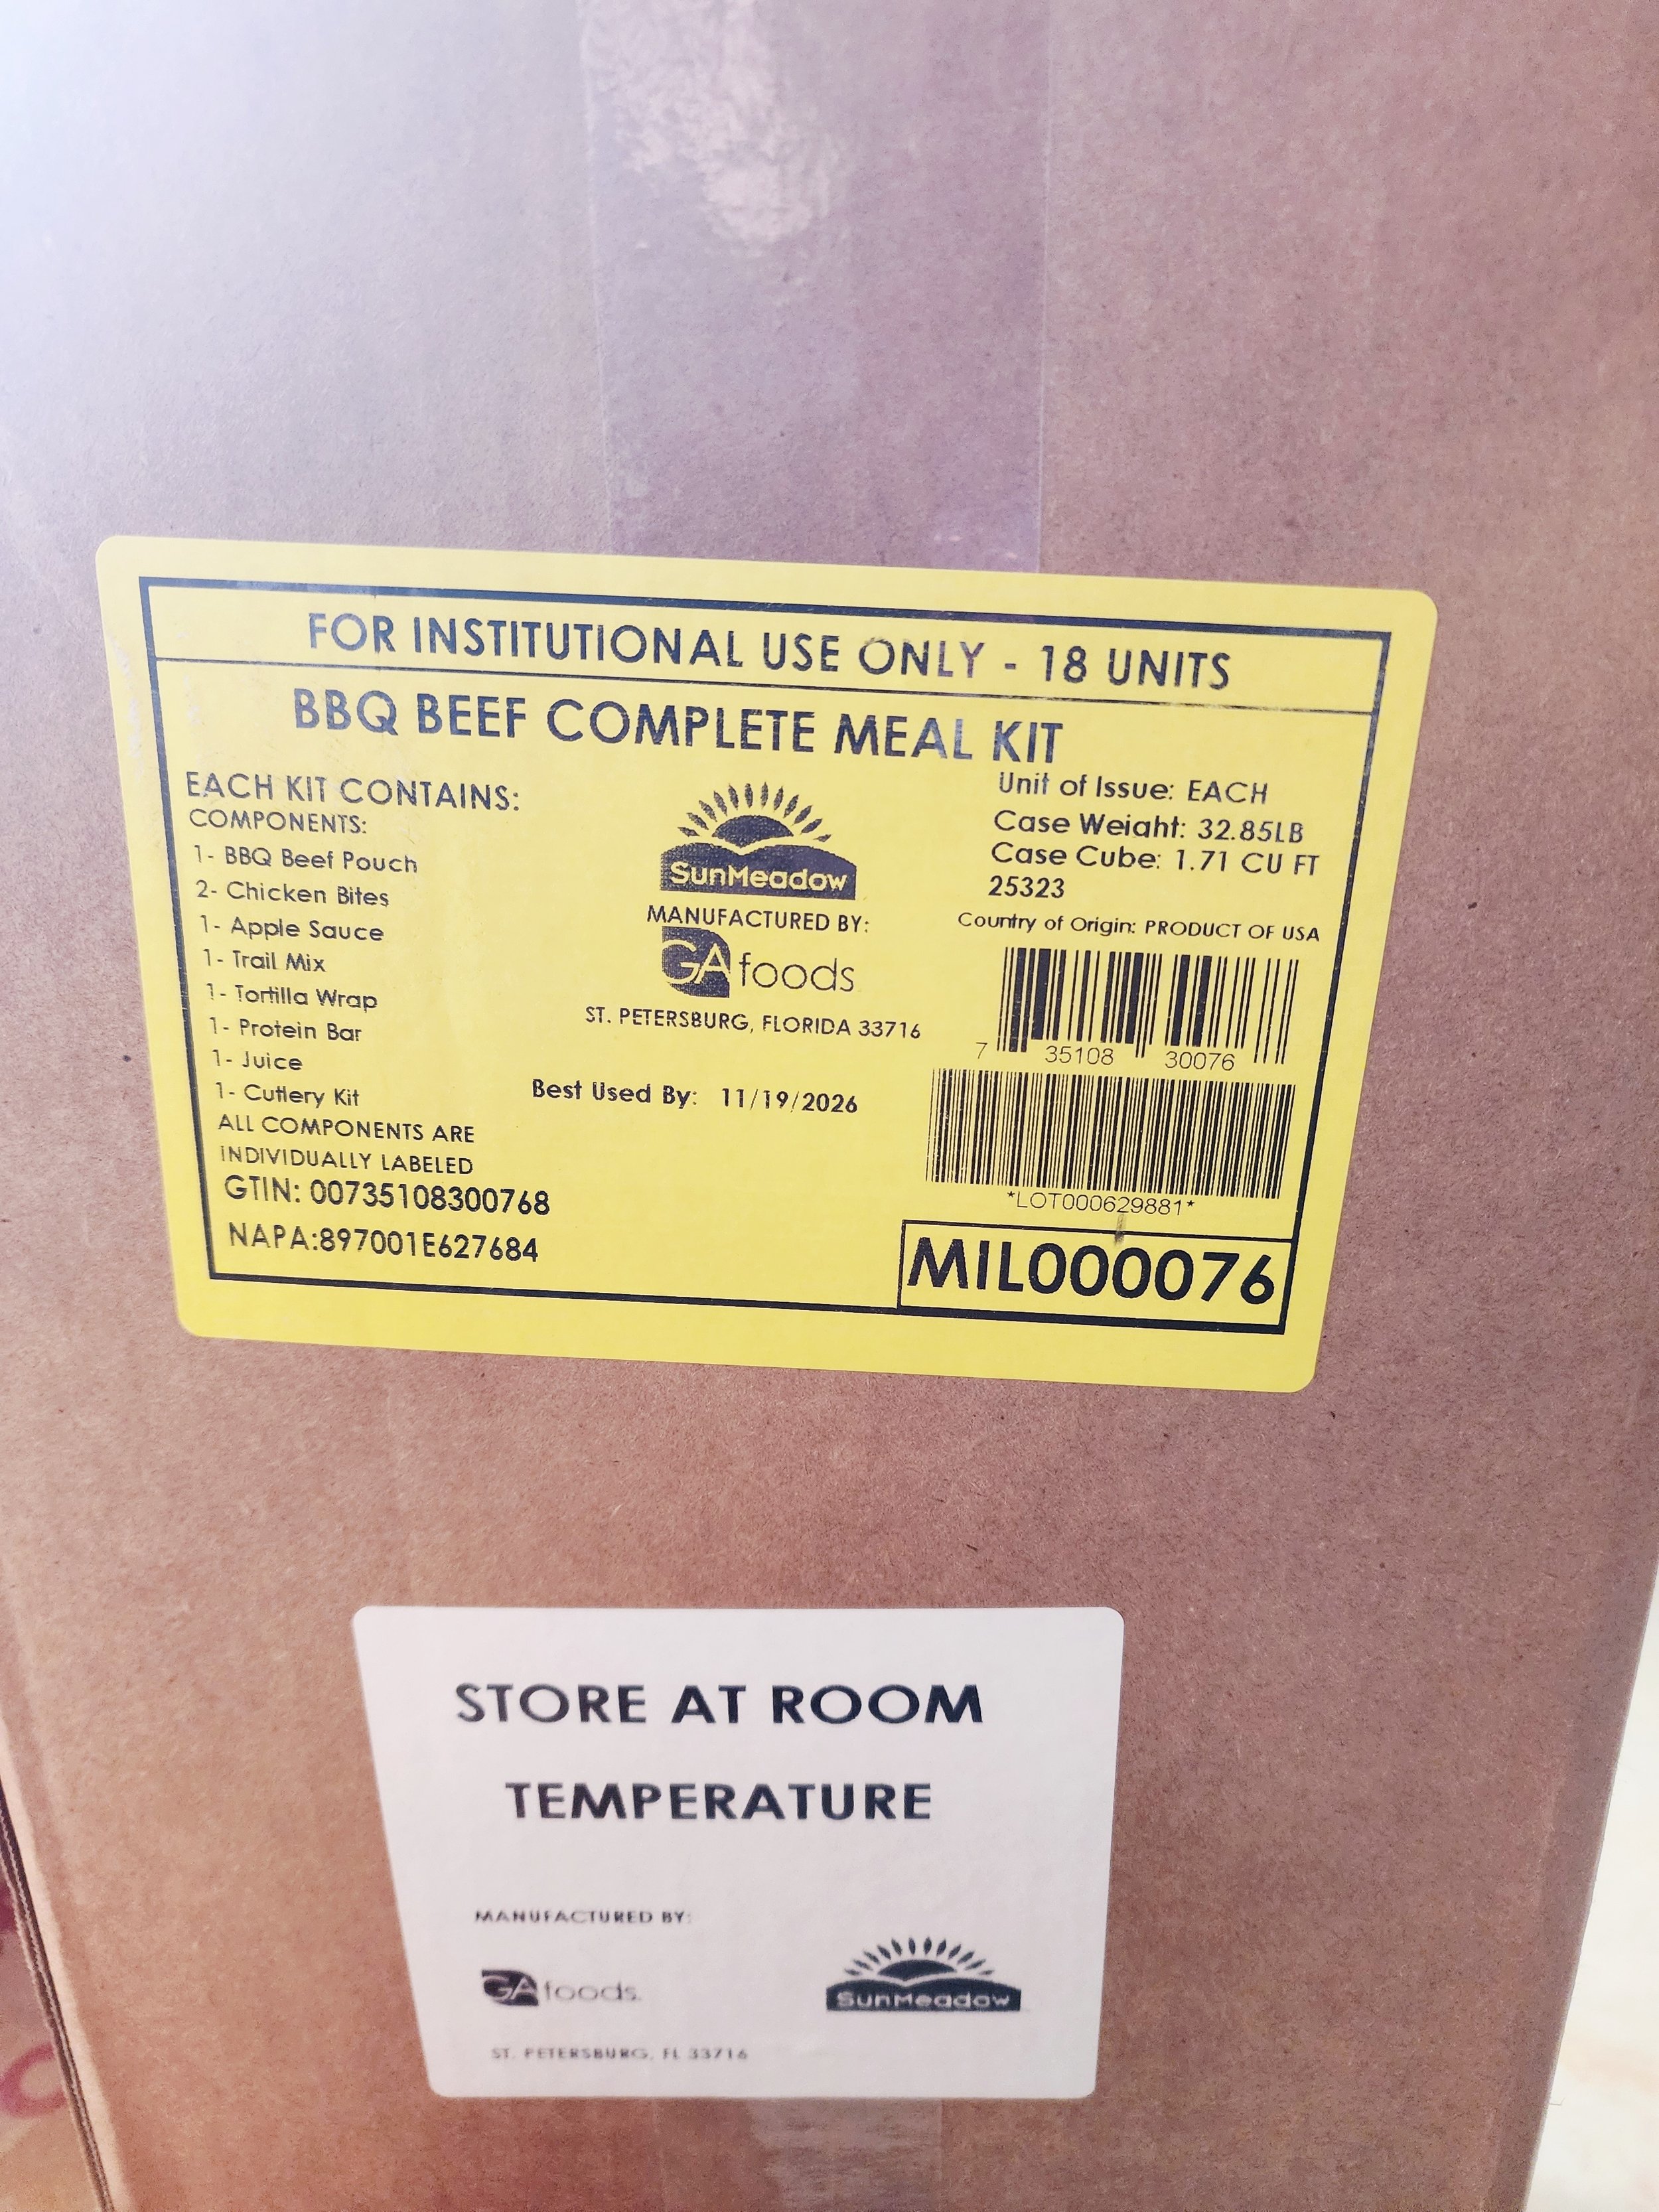 FOR INSTITUTIONAL USE ONLY - 18 UNITS
BBQ BEEF COMPLETE MEAL KIT
EACH KIT CONTAINS:
COMPONENTS:
1- BBQ Beef Pouch
2- Chicken Bites
1- Apple Sauce
1- Trail Mix
1- Tortilla Wrap
1- Protein Bar
1- Juice
1- Cutlery Kit
ALL COMPONENTS ARE
INDIVIDUALLY LABELED
GTIN: 00735108300768
NAPA:897001E627684
SunMeadow
MANUFACTURED BY:
GA foods
ST. PETERSBURG, FLORIDA 33716
Best Used By: 11/19/2026
Unit of Issue: EACH
Case Weight: 32.85LB
Case Cube: 1.71 CU FT
25323
Country of Origin: PRODUCT OF USA
7 35108 30076
*LOT000629881*
MIL000076
STORE AT ROOM
TEMPERATURE
MANUFACTURED BY:
GA foods.
SunMeadow
ST. PETERSBURG, FL 33716